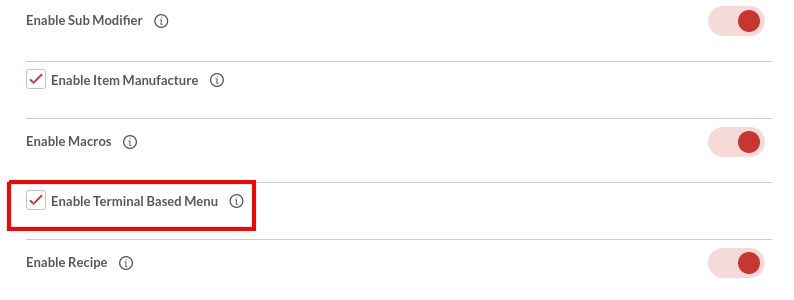 Enable Sub Modifier
Enable Item Manufacture
Enable Macros
Enable Terminal Based Menu
Enable Recipe